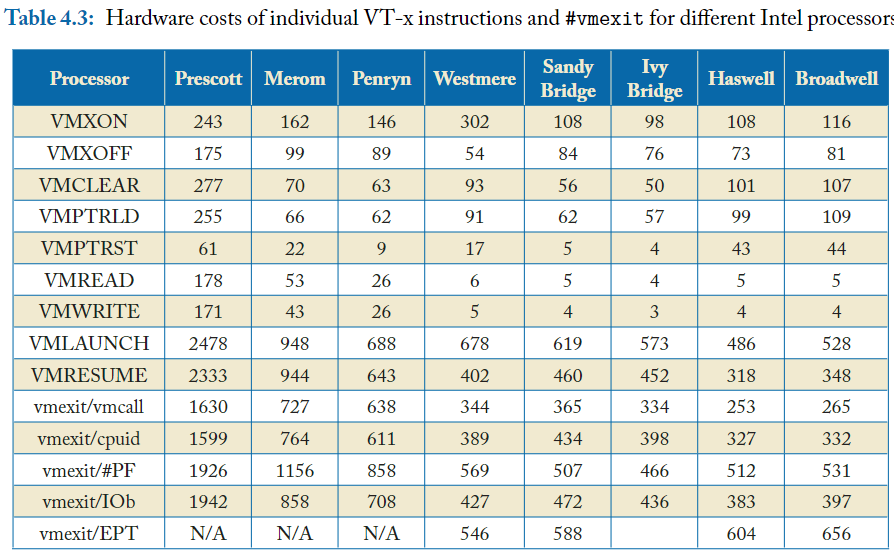 Table 4.3: Hardware costs of individual VT-x instructions and #vmexit for different Intel processors
Processor Prescott Merom Penryn Westmere Sandy Bridge Ivy Bridge Haswell Broadwell
VMXON 243 162 146 302 108 98 108 116
VMXOFF 175 99 89 54 84 76 73 81
VMCLEAR 277 70 63 93 56 50 101 107
VMPTRLD 255 66 62 91 62 57 99 109
VMPTRST 61 22 9 17 5 4 43 44
VMREAD 178 53 26 6 5 4 5 5
VMWRITE 171 43 26 5 4 3 4 4
VMLAUNCH 2478 948 688 678 619 573 486 528
VMRESUME 2333 944 643 402 460 452 318 348
vmexit/vmcall 1630 727 638 344 365 334 253 265
vmexit/cpuid 1599 764 611 389 434 398 327 332
vmexit/#PF 1926 1156 858 569 507 466 512 531
vmexit/IOb 1942 858 708 427 472 436 383 397
vmexit/EPT N/A N/A N/A 546 588 604 656